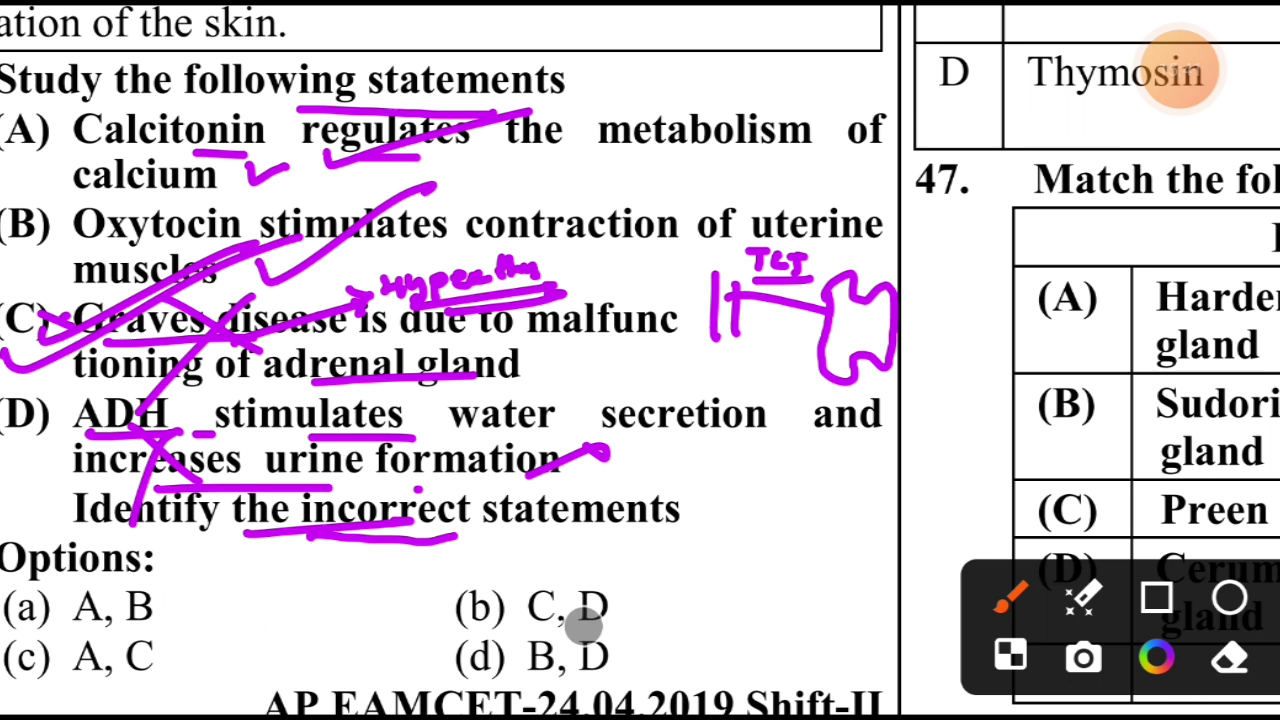 ation of the skin.
Study the following statements
(A) Calcitonin regulates the metabolism of
calcium
(B) Oxytocin stimulates contraction of uterine
muscles
(C) Graves disease is due to malfunc
tioning of adrenal gland
(D) ADH stimulates water secretion and
increases urine formation
Identify the incorrect statements
Options:
(a) A, B
(b) C, D
(c) A, C
(d) B, D
AP EAMCET-24.04.2019 Shift-II
D Thymosin
47. Match the fol
(A) Harder
gland
(B) Sudori
gland
(C) Preen
(D) Cerum
gland